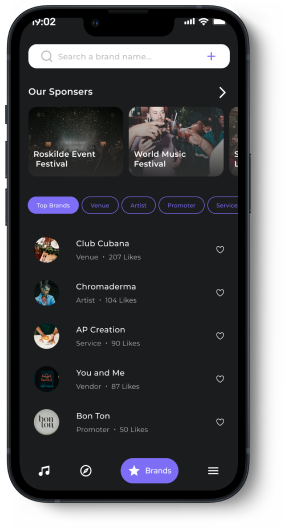 19:02
Search a brand name...
Our Sponsers
Roskilde Event
Festival
World Music
Festival
S
L
Top Brands
Venue
Artist
Promoter
Service
Club Cubana
Venue • 207 Likes
Chromaderma
Artist • 104 Likes
AP Creation
Service • 90 Likes
You and Me
Vendor • 87 Likes
bon
ton
Bon Ton
Promoter • 50 Likes
Brands